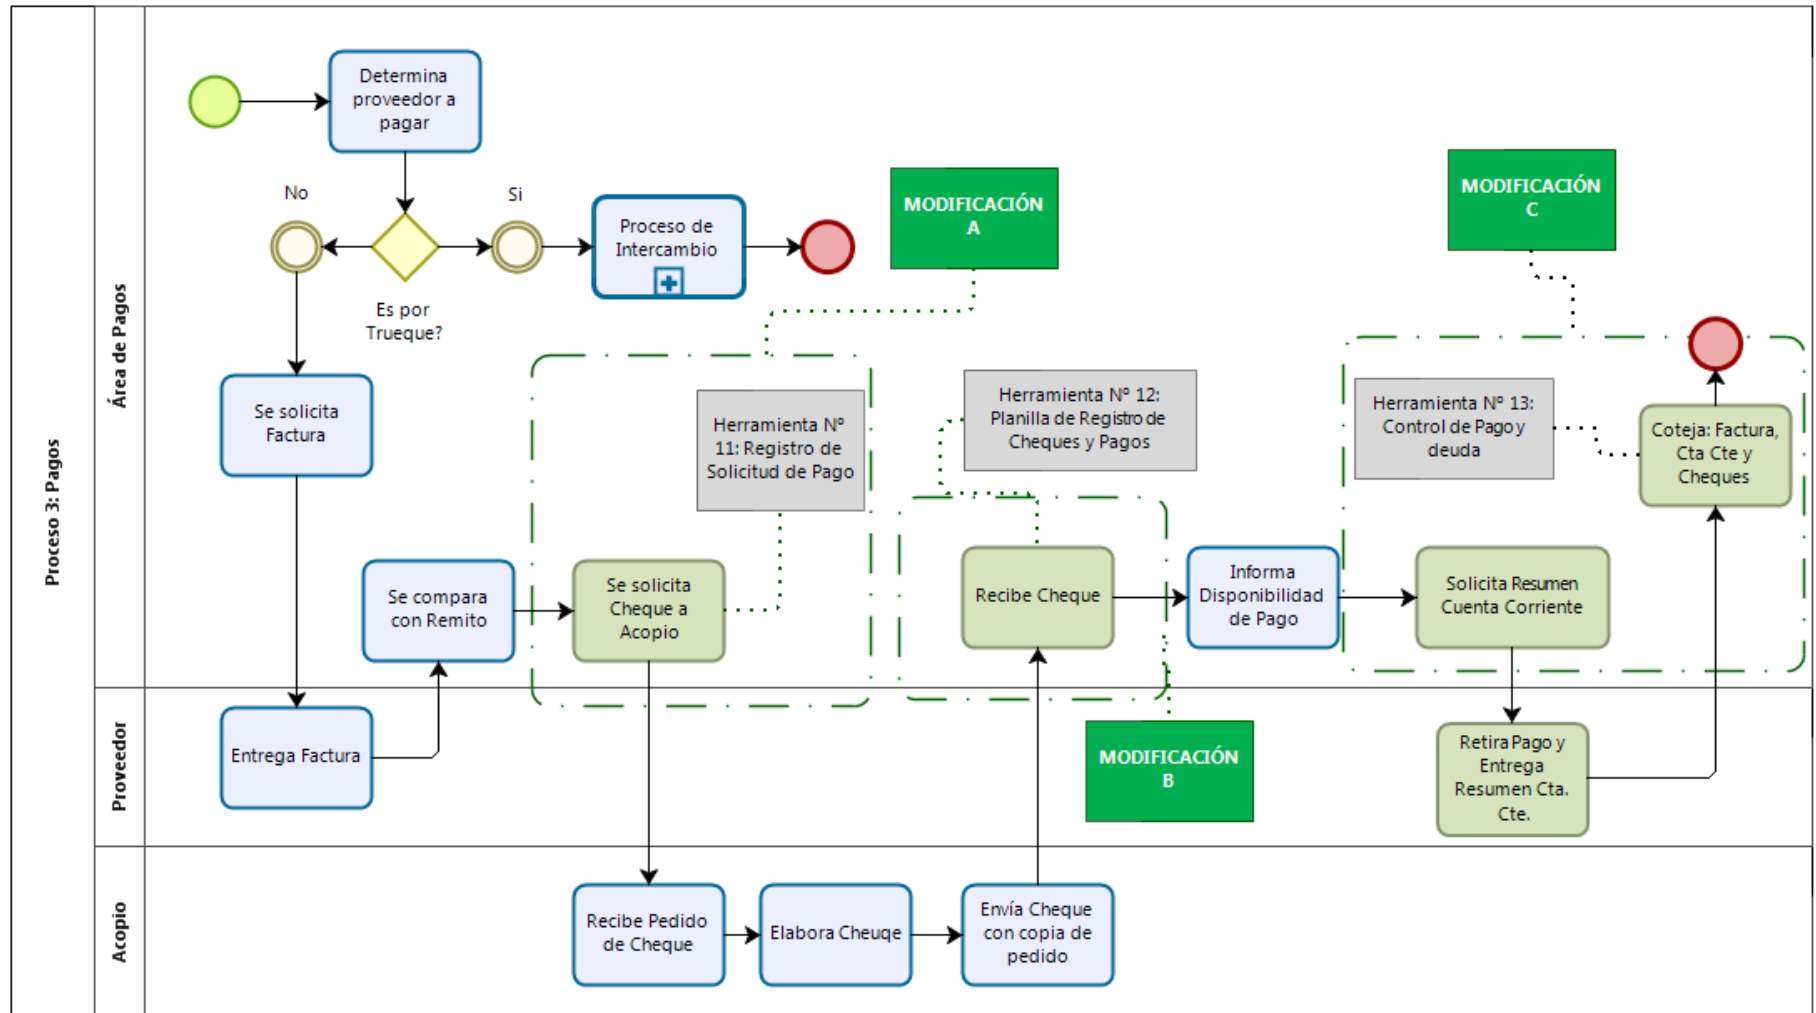 Proceso 3: Pagos
Área de Pagos
Determina
proveedor a
pagar
No
Si
Es por
Trueque?
Proceso de
Intercambio
MODIFICACIÓN
A
MODIFICACIÓN
C
Se solicita
Factura
Herramienta Nº
11: Registro de
Solicitud de Pago
Herramienta Nº 12:
Planilla de Registro de
Cheques y Pagos
Herramienta Nº 13:
Control de Pago y
deuda
Coteja: Factura,
Cta Cte y
Cheques
Se compara
con Remito
Se solicita
Cheque a
Acopio
Recibe Cheque
Informa
Disponibilidad
de Pago
Solicita Resumen
Cuenta Corriente
Proveedor
Entrega Factura
MODIFICACIÓN
B
Retira Pago y
Entrega
Resumen Cta.
Cte.
Acopio
Recibe Pedido
de Cheque
Elabora Cheuqe
Envía Cheque
con copia de
pedido